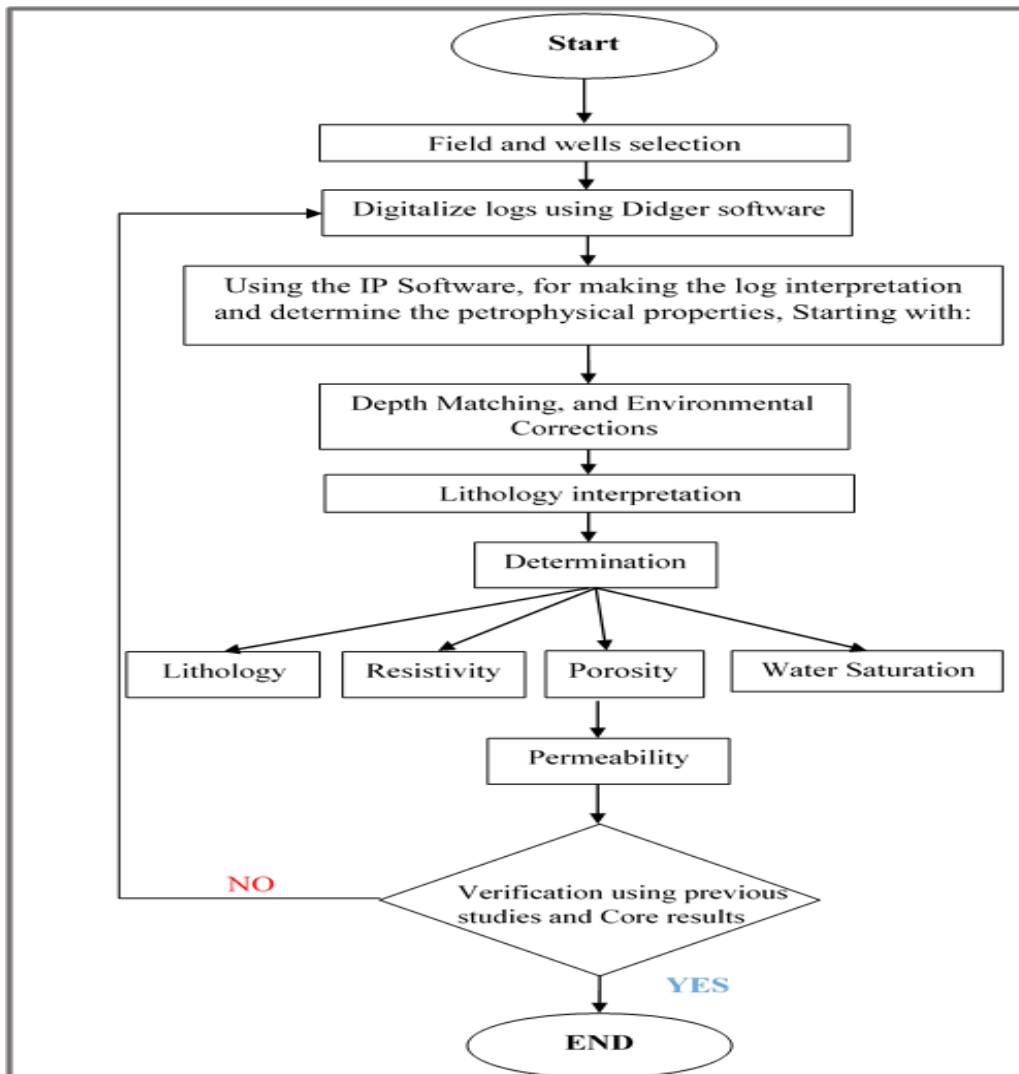 Start
Field and wells selection
Digitalize logs using Didger software
Using the IP Software, for making the log interpretation
and determine the petrophysical properties, Starting with:
Depth Matching, and Environmental
Corrections
Lithology interpretation
Determination
Lithology
Resistivity
Porosity
Water Saturation
Permeability
NO
Verification using previous
studies and Core results
YES
END